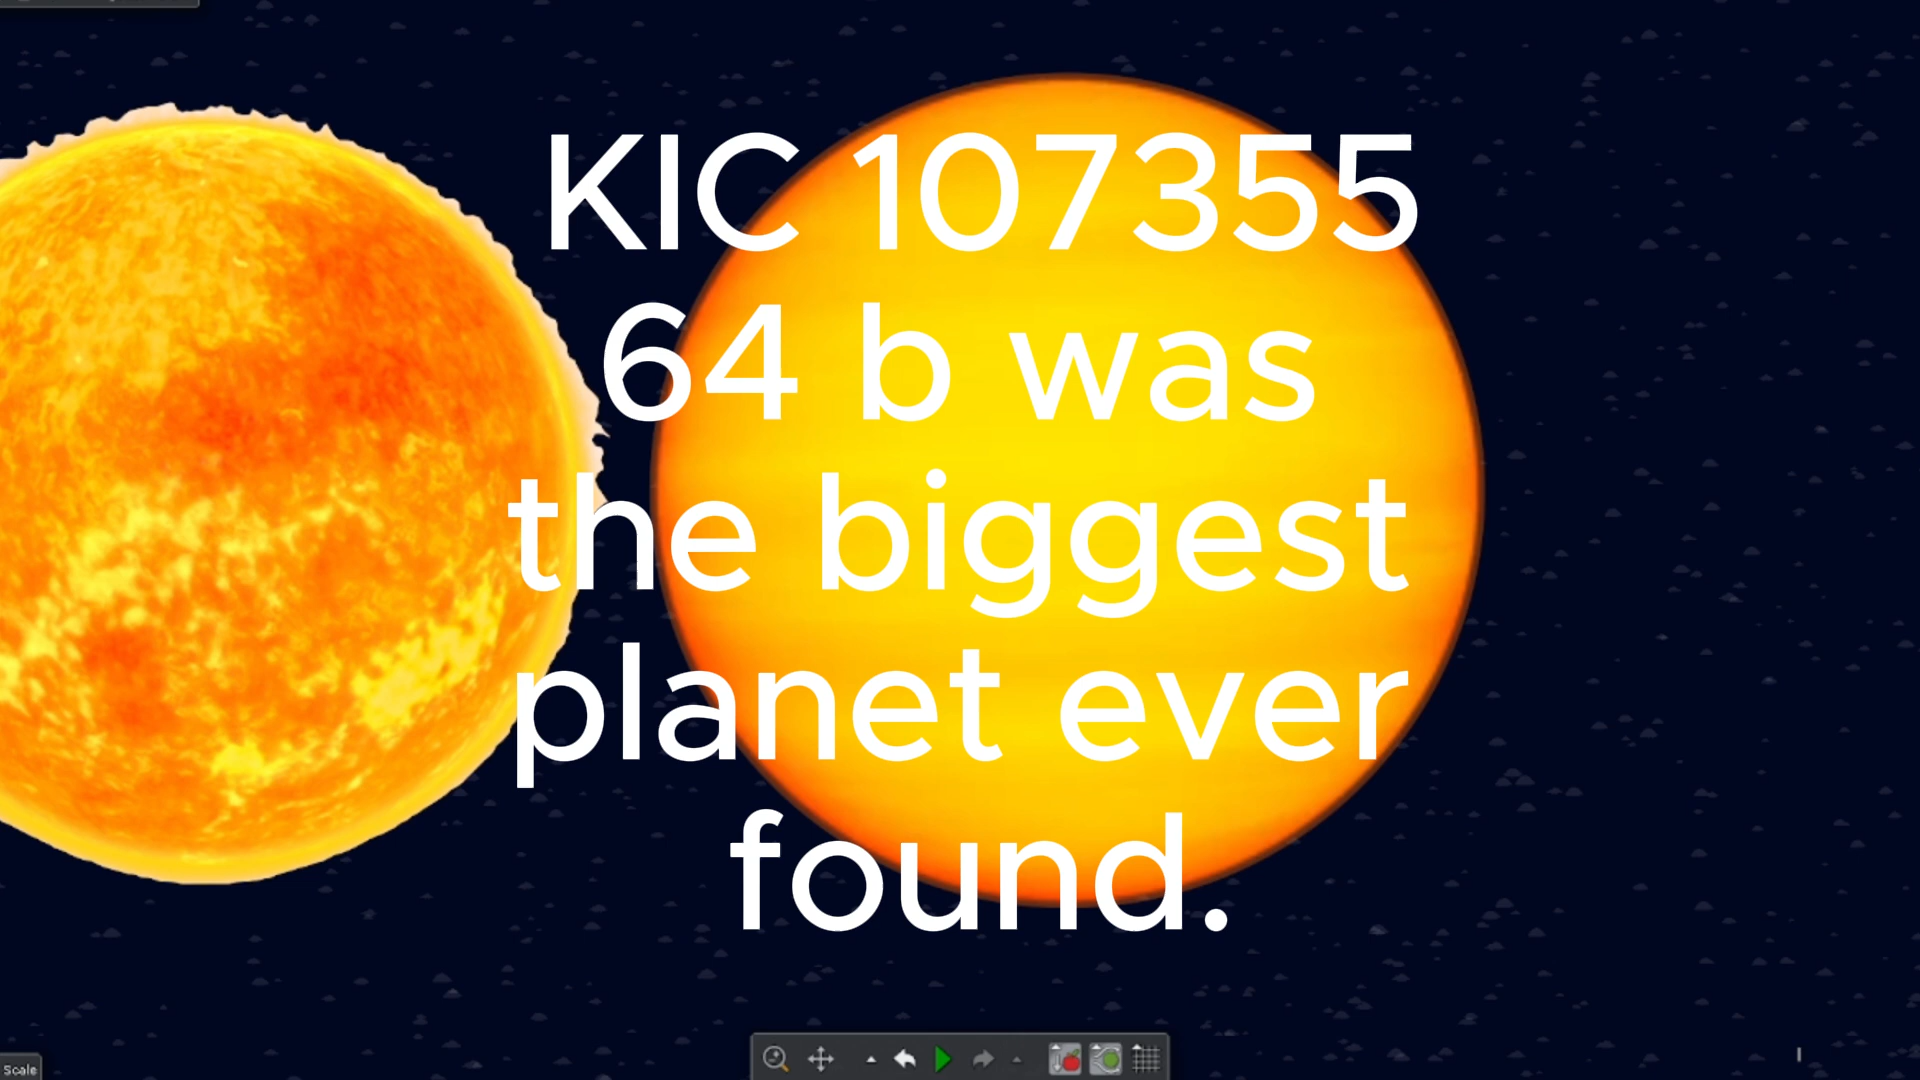 KIC 107355
64 b was
the biggest
planet ever
found.
Scale